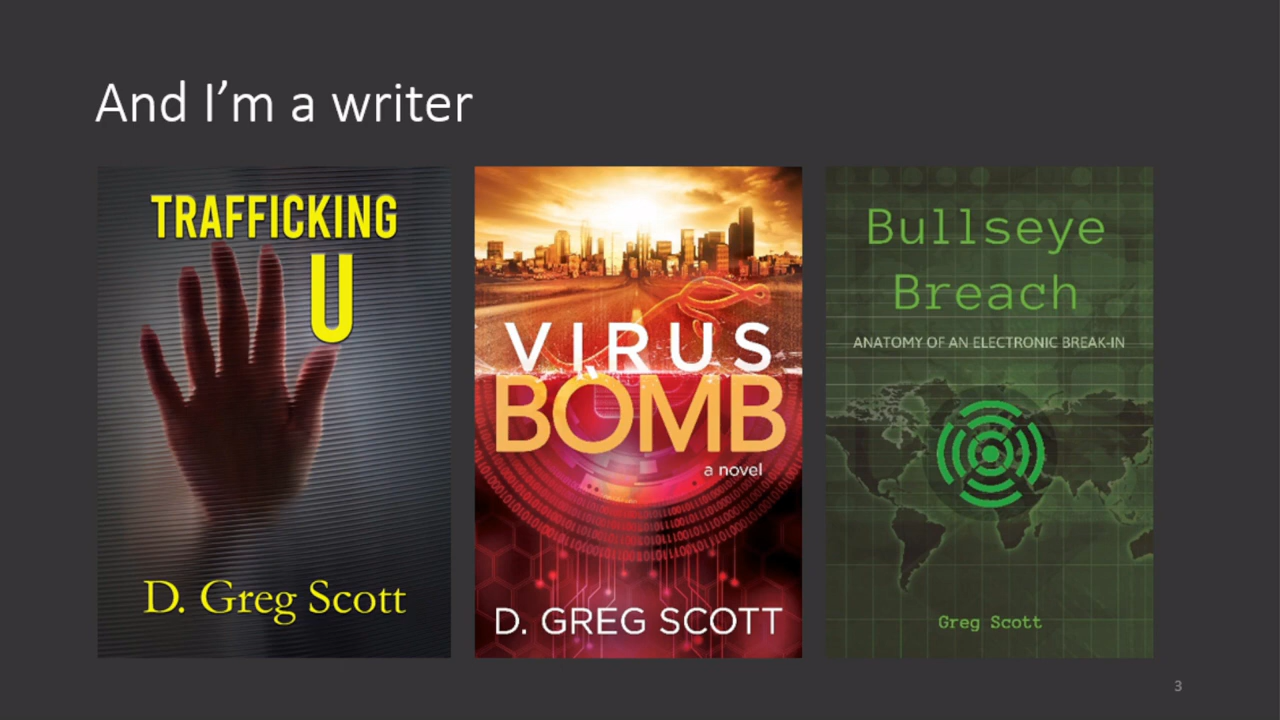 And I'm a writer
TRAFFICKING
U
D. Greg Scott
VIRUS
BOMB
a novel
D. GREG SCOTT
Bullseye
Breach
ANATOMY OF AN ELECTRONIC BREAK-IN
Greg Scott
3